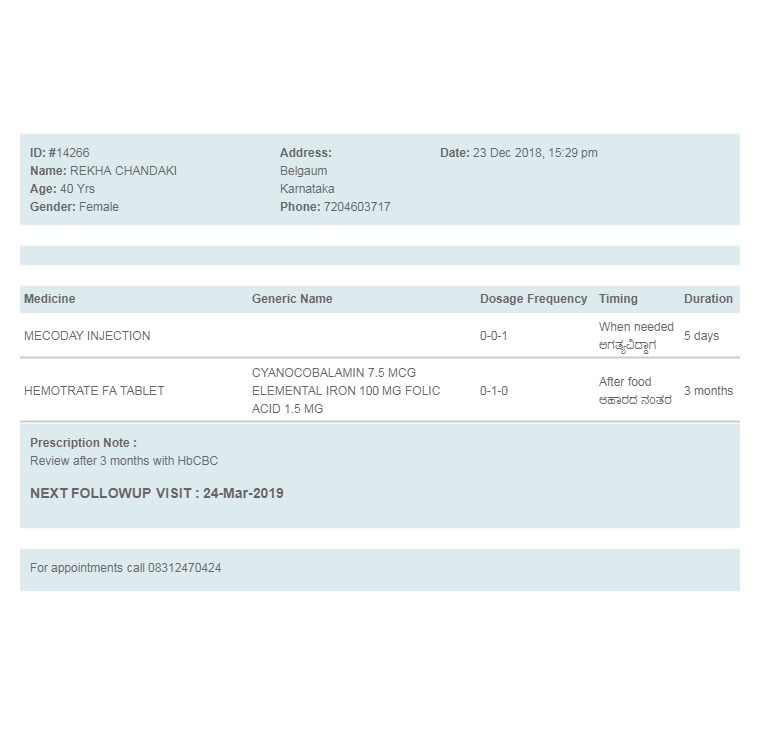 ID: #14266
Name: REKHA CHANDAKI
Age: 40 Yrs
Gender: Female
Address:
Belgaum
Karnataka
Phone: 7204603717
Date: 23 Dec 2018, 15:29 pm
Medicine Generic Name Dosage Frequency Timing Duration
MECODAY INJECTION 0-0-1 When needed 5 days
ಅಗತ್ಯವಿದ್ದಾಗ
CYANOCOBALAMIN 7.5 MCG
HEMOTRATE FA TABLET ELEMENTAL IRON 100 MG FOLIC 0-1-0 After food 3 months
ACID 1.5 MG ಆಹಾರದ ನಂತರ
Prescription Note :
Review after 3 months with HbCBC
NEXT FOLLOWUP VISIT : 24-Mar-2019
For appointments call 08312470424